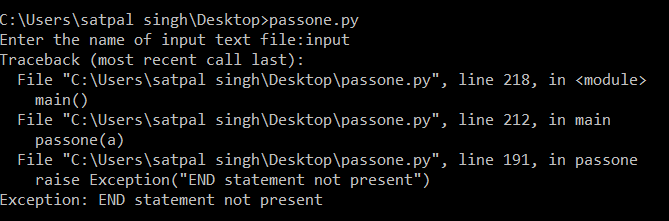 C:\Users\satpal singh\Desktop>passone.py
Enter the name of input text file:input
Traceback (most recent call last):
  File "C:\Users\satpal singh\Desktop\passone.py", line 218, in <module>
    main()
  File "C:\Users\satpal singh\Desktop\passone.py", line 212, in main
    passone(a)
  File "C:\Users\satpal singh\Desktop\passone.py", line 191, in passone
    raise Exception("END statement not present")
Exception: END statement not present